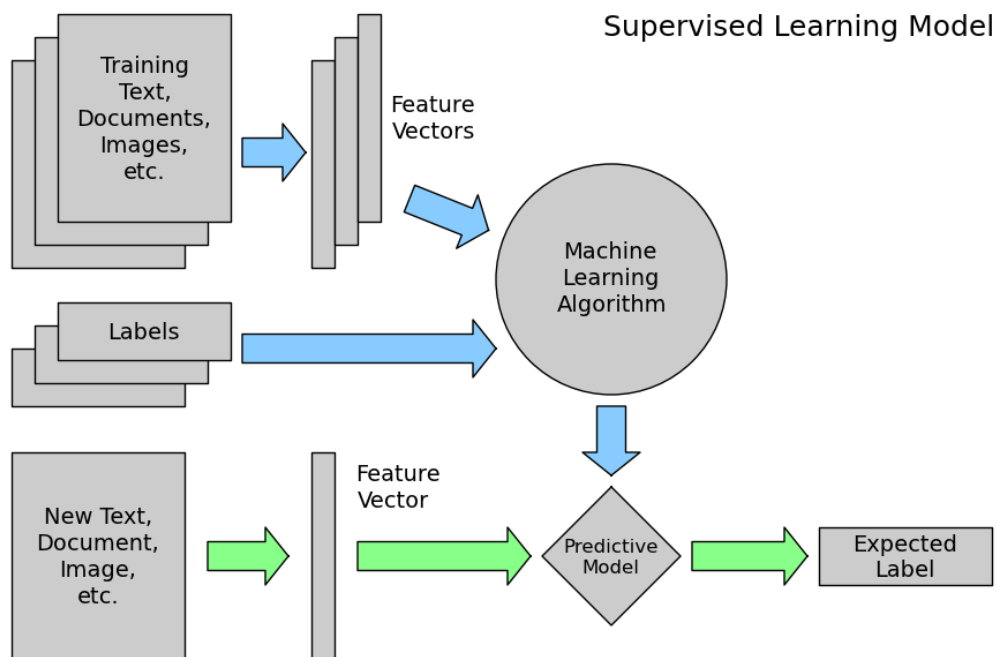 Supervised Learning Model
Training
Text,
Documents,
Images,
etc.
Feature
Vectors
Machine
Learning
Algorithm
Labels
New Text,
Document,
Image,
etc.
Feature
Vector
Predictive
Model
Expected
Label